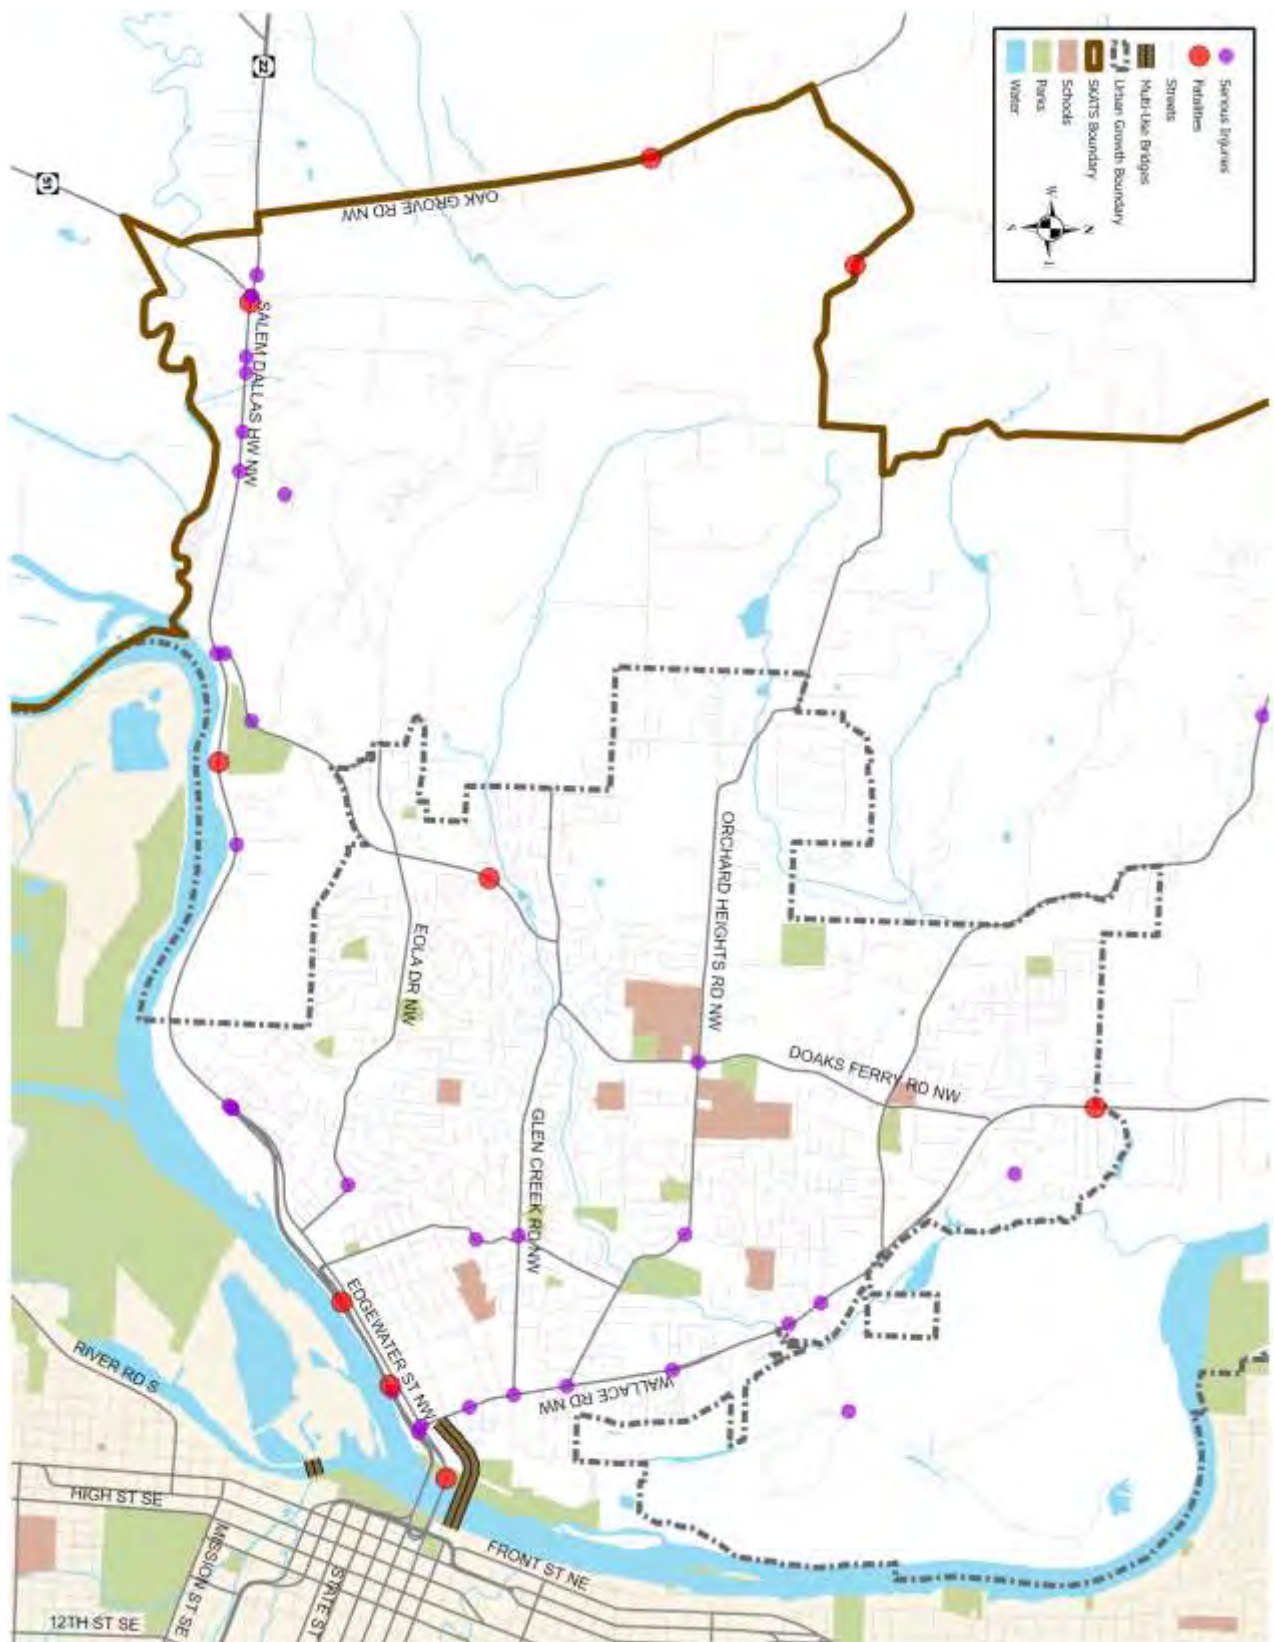 Serious Injuries
Fatalities
Streets
Multi-Use Bridges
Urban Growth Boundary
SKATS Boundary
Schools
Parks
Water
N
W
E
S
22
51
OAK GROVE RD NW
SALEM DALLAS HW NW
ORCHARD HEIGHTS RD NW
EOLA DR NW
DOAKS FERRY RD NW
GLEN CREEK RD NW
EDGEWATER ST NW
WALLACE RD NW
RIVER RD S
HIGH ST SE
MISSION ST SE
STATE ST
FRONT ST NE
12TH ST SE